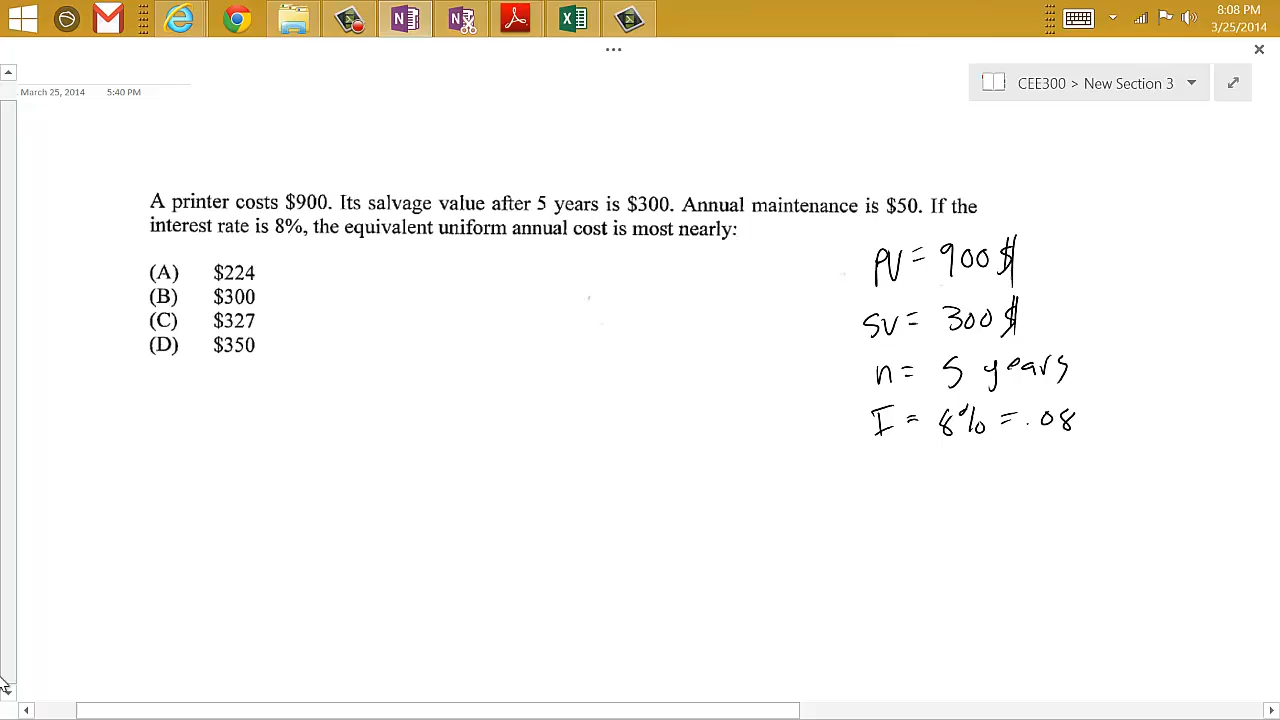 8:08 PM
3/25/2014
March 25, 2014 5:40 PM
CEE300 > New Section 3
A printer costs $900. Its salvage value after 5 years is $300. Annual maintenance is $50. If the
interest rate is 8%, the equivalent uniform annual cost is most nearly:
(A) $224
(B) $300
(C) $327
(D) $350
PV = 900 $
SV = 300 $
n = 5 years
I = 8% = .08